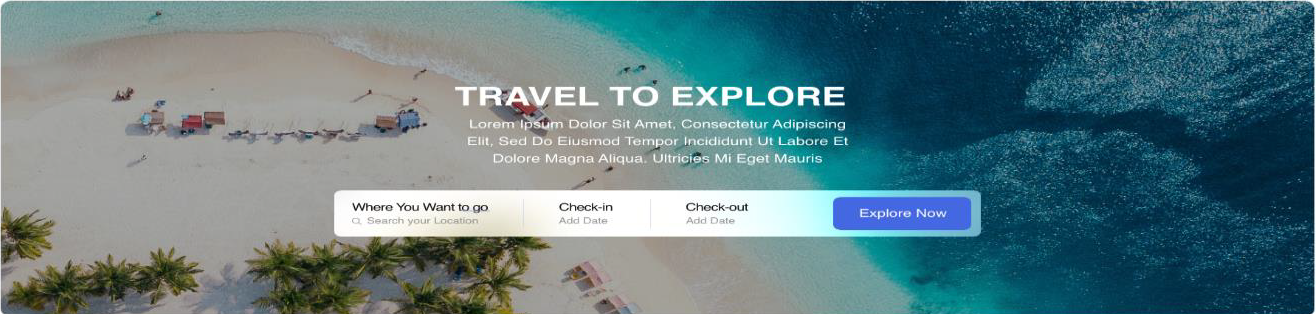 TRAVEL TO EXPLORE
Lorem Ipsum Dolor Sit Amet, Consectetur Adipiscing
Elit, Sed Do Eiusmod Tempor Incididunt Ut Labore Et
Dolore Magna Aliqua. Ultricies Mi Eget Mauris
Where You Want to go
Search your Location
Check-in
Add Date
Check-out
Add Date
Explore Now